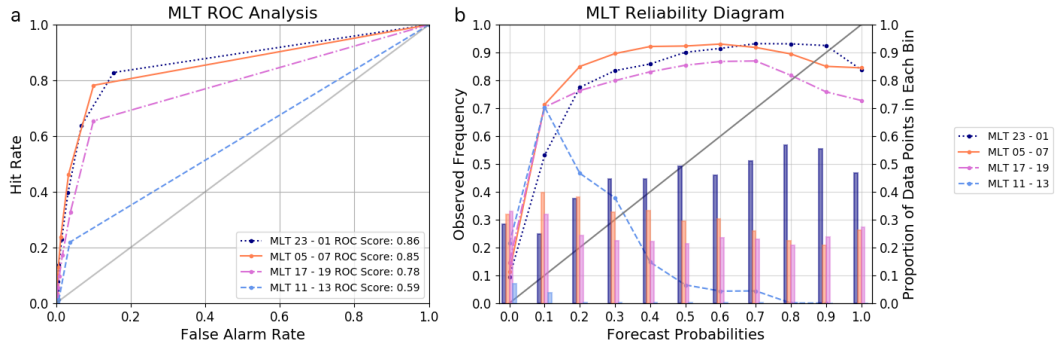 a
MLT ROC Analysis
Hit Rate
1.0
0.8
0.6
0.4
0.2
0.0
0.0 0.2 0.4 0.6 0.8 1.0
False Alarm Rate
MLT 23 - 01 ROC Score: 0.86
MLT 05 - 07 ROC Score: 0.85
MLT 17 - 19 ROC Score: 0.78
MLT 11 - 13 ROC Score: 0.59
b
MLT Reliability Diagram
Observed Frequency
1.0
0.9
0.8
0.7
0.6
0.5
0.4
0.3
0.2
0.1
0.0
0.0 0.1 0.2 0.3 0.4 0.5 0.6 0.7 0.8 0.9 1.0
Forecast Probabilities
1.0
0.9
0.8
0.7
0.6
0.5
0.4
0.3
0.2
0.1
0.0
Proportion of Data Points in Each Bin
MLT 23 - 01
MLT 05 - 07
MLT 17 - 19
MLT 11 - 13